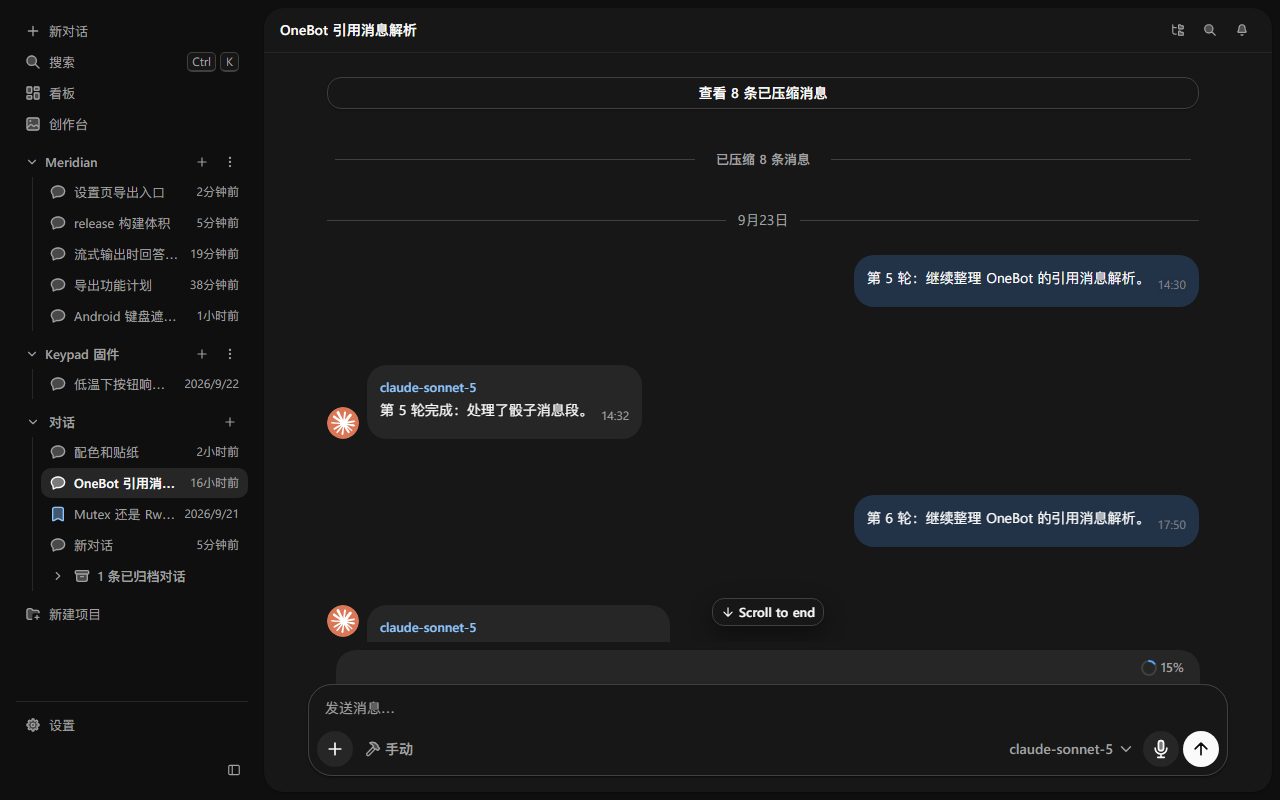 新对话
搜索 Ctrl K
看板
创作台
Meridian
设置页导出入口 2分钟前
release 构建体积 5分钟前
流式输出时回答… 19分钟前
导出功能计划 38分钟前
Android 键盘遮… 1小时前
Keypad 固件
低温下按钮响… 2026/9/22
对话
配色和贴纸 2小时前
OneBot 引用消… 16小时前
Mutex 还是 Rw… 2026/9/21
新对话 5分钟前
1 条已归档对话
新建项目
设置
OneBot 引用消息解析
查看 8 条已压缩消息
已压缩 8 条消息
9月23日
第 5 轮：继续整理 OneBot 的引用消息解析。 14:30
claude-sonnet-5
第 5 轮完成：处理了骰子消息段。 14:32
第 6 轮：继续整理 OneBot 的引用消息解析。 17:50
claude-sonnet-5
Scroll to end
15%
发送消息…
手动
claude-sonnet-5